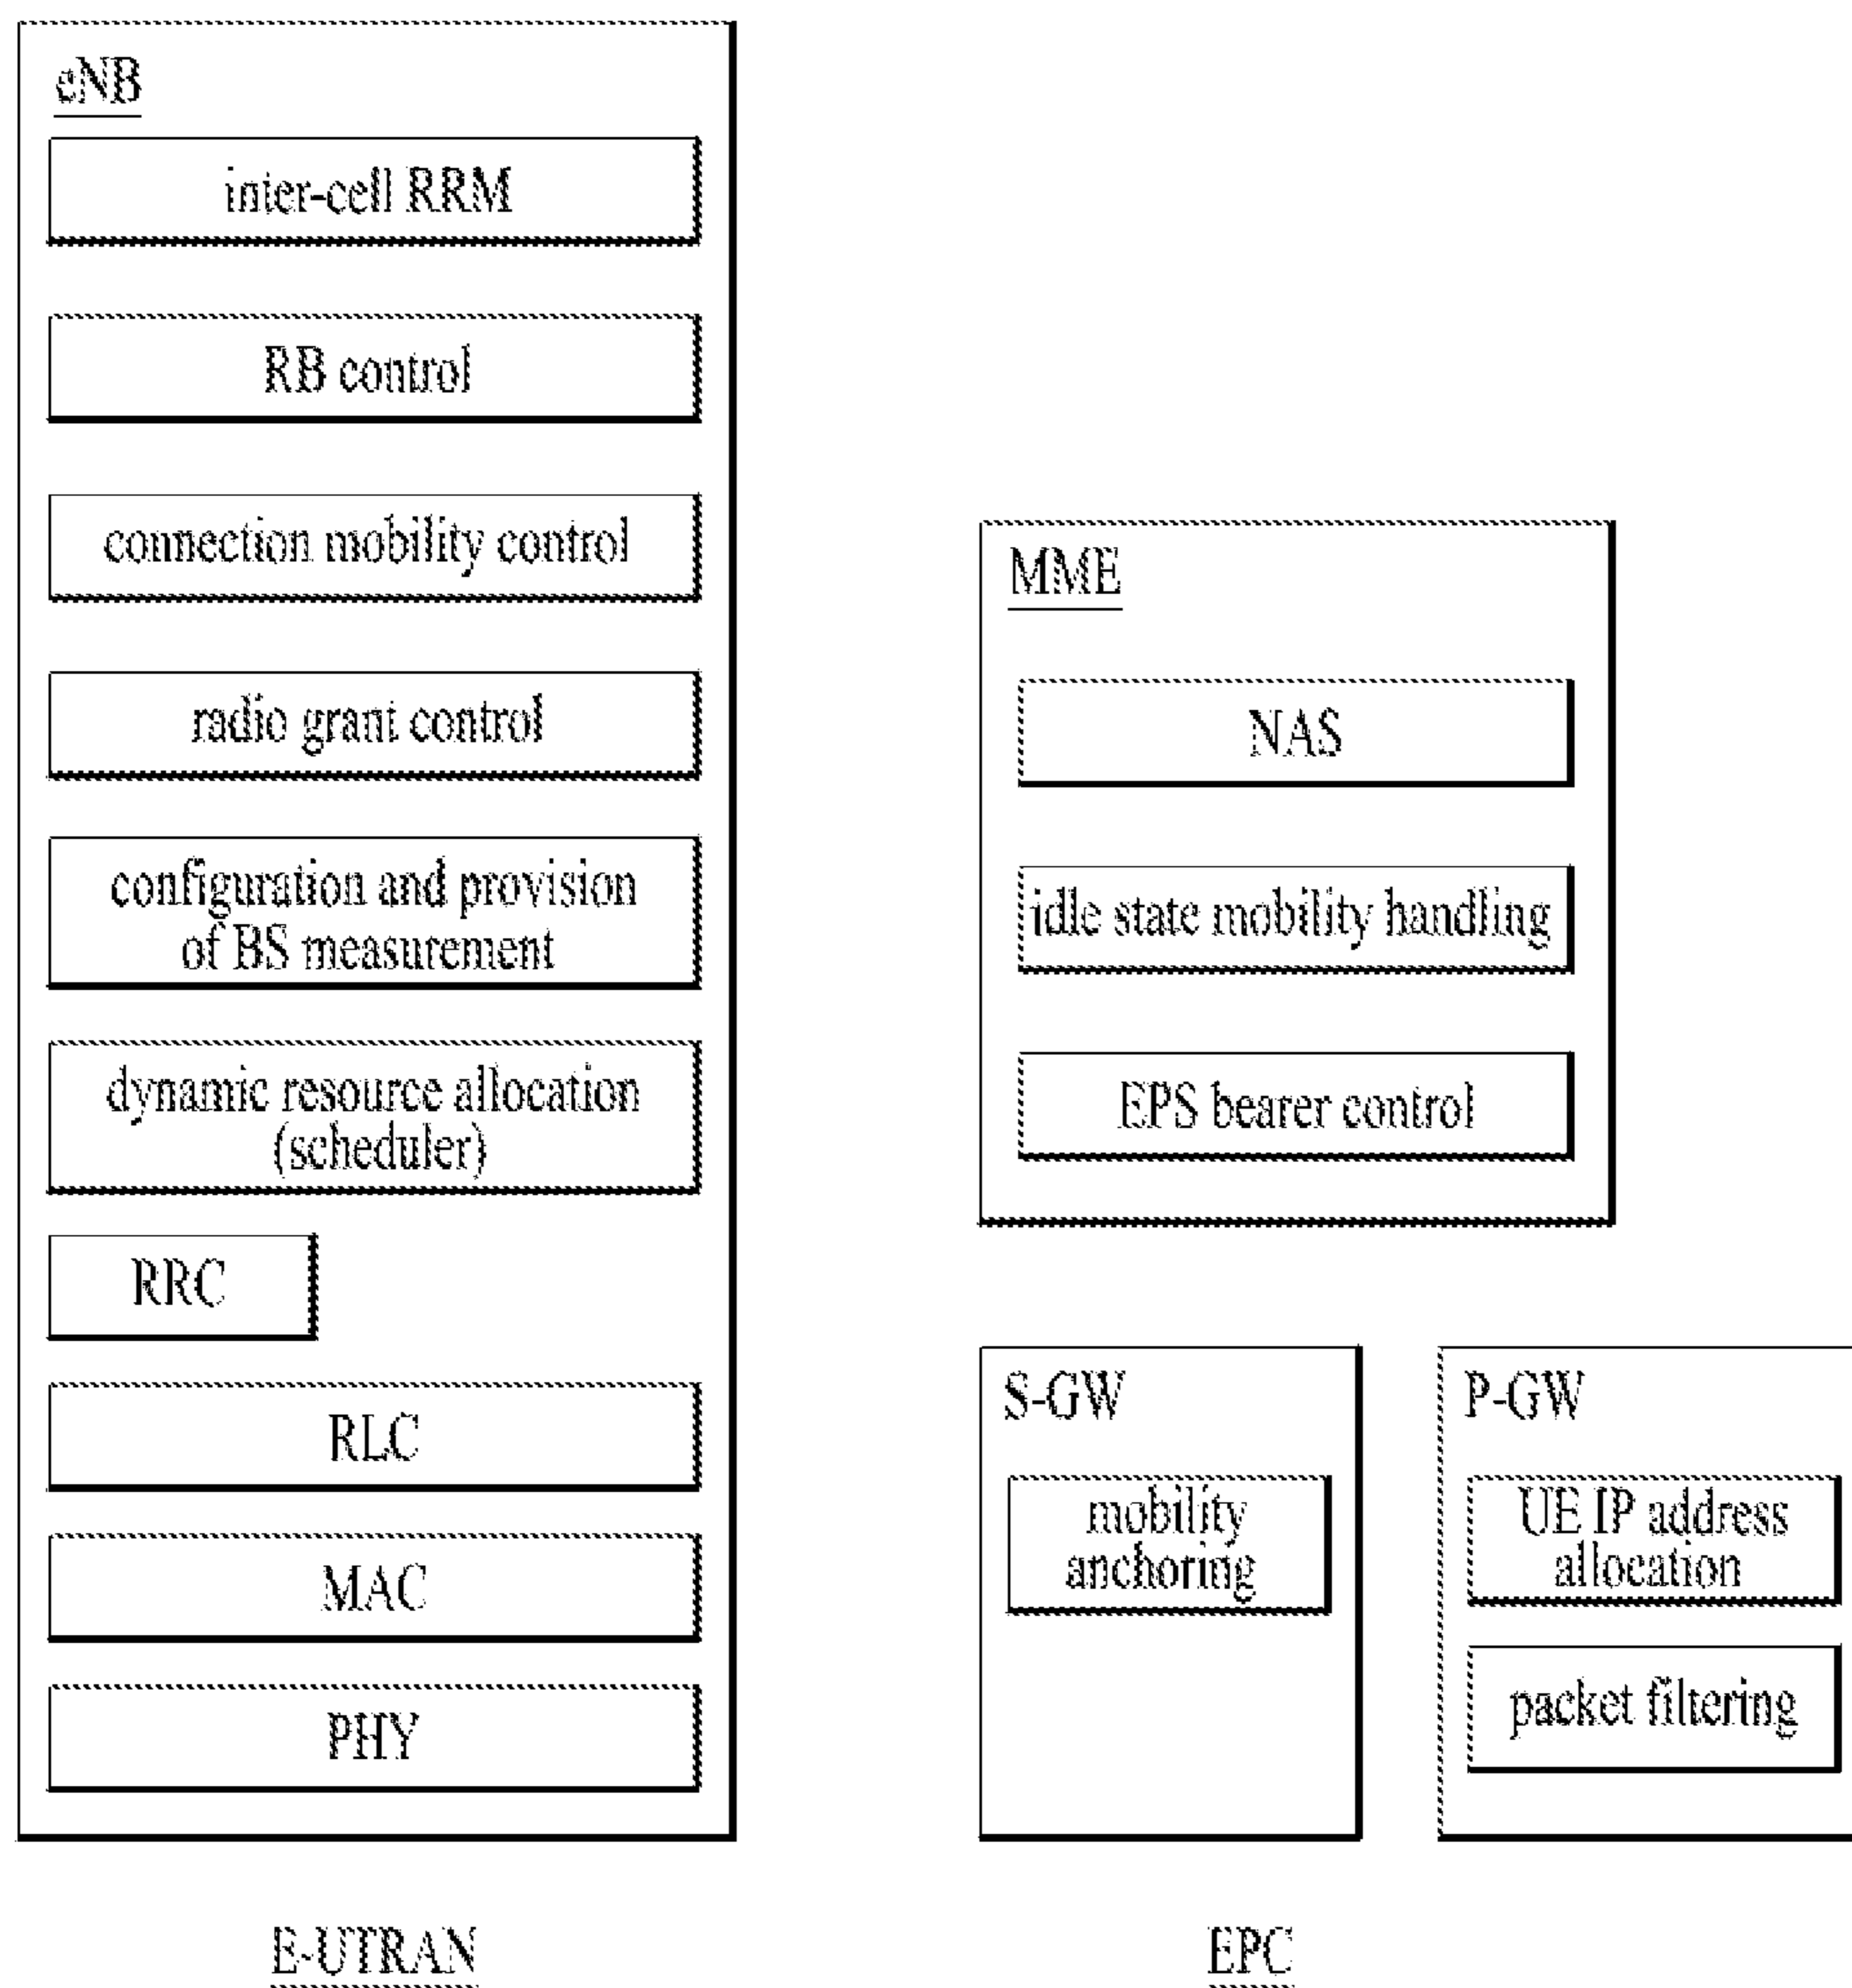 eNB
inter-cell RRM
RB control
connection mobility control
radio grant control
configuration and provision
of BS measurement
dynamic resource allocation
(scheduler)
RRC
RLC
MAC
PHY
E-UTRAN
MME
NAS
idle state mobility handling
EPS bearer control
S-GW
mobility
anchoring
P-GW
UE IP address
allocation
packet filtering
EPC